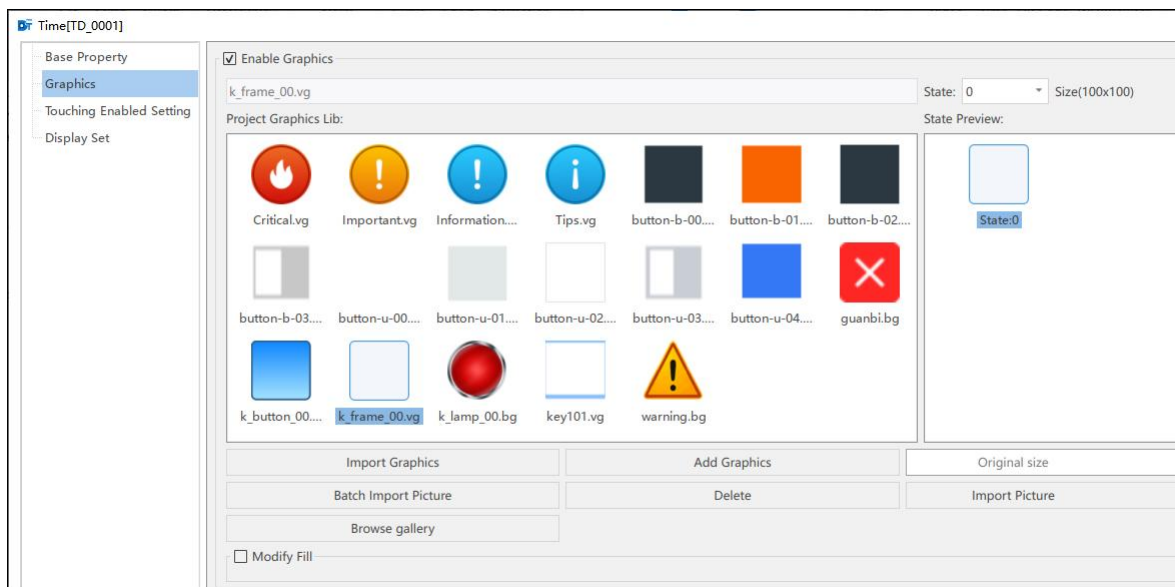 Time[TD_0001]
Base Property
Graphics
Touching Enabled Setting
Display Set
Enable Graphics
k_frame_00.vg
State: 0 Size(100x100)
Project Graphics Lib:
State Preview:
Critical.vg Important.vg Information.... Tips.vg button-b-00.... button-b-01.... button-b-02....
State:0
button-b-03.... button-u-00.... button-u-01.... button-u-02.... button-u-03.... button-u-04.... guanbi.bg
k_button_00.... k_frame_00.vg k_lamp_00.bg key101.vg warning.bg
Import Graphics Add Graphics Original size
Batch Import Picture Delete Import Picture
Browse gallery
Modify Fill